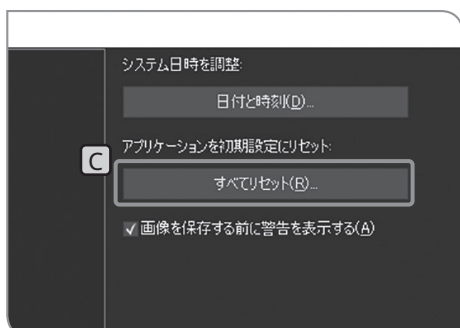 システム日時を調整:
日付と時刻(D)...
アプリケーションを初期設定にリセット:
C
すべてリセット(R)...
✓ 画像を保存する前に警告を表示する(A)